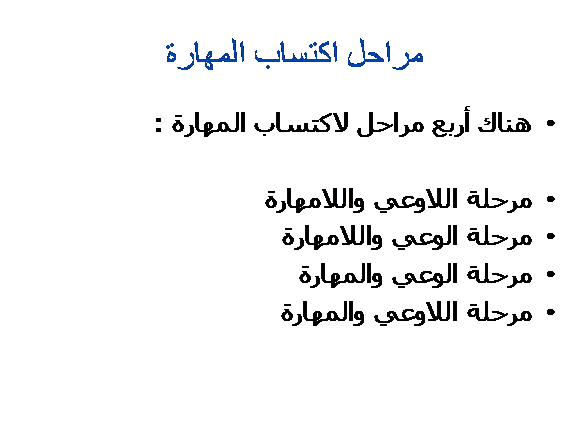 مراحل اكتساب المهارة
• هناك أربع مراحل لاكتساب المهارة :
• مرحلة اللاوعي واللامهارة
• مرحلة الوعي واللامهارة
• مرحلة الوعي والمهارة
• مرحلة اللاوعي والمهارة